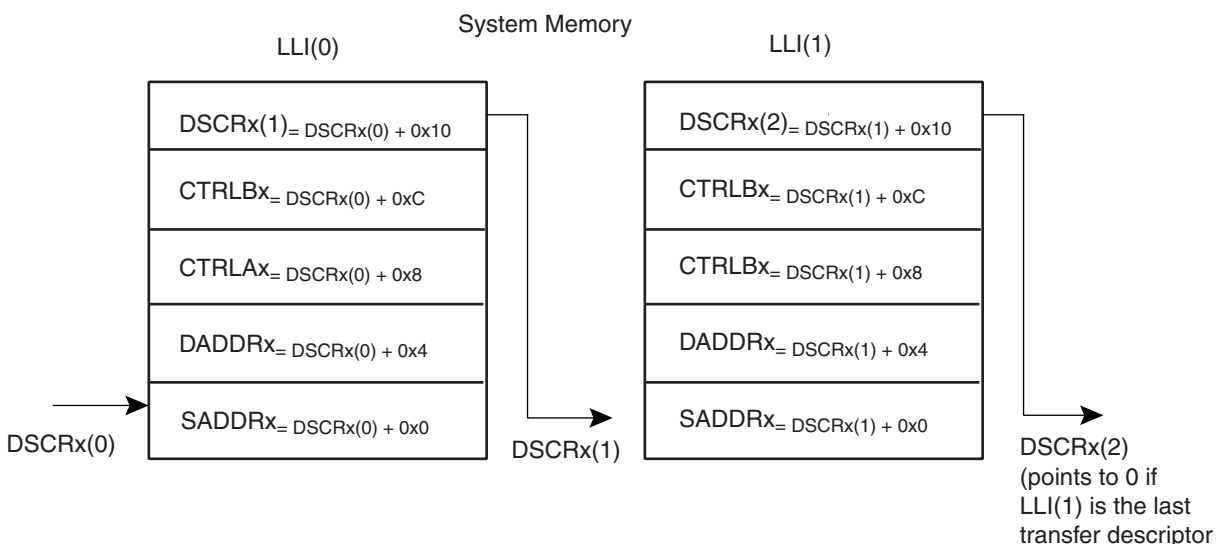 System Memory
LLI(0)
LLI(1)
DSCRx(1)= DSCRx(0) + 0x10
CTRLBx= DSCRx(0) + 0xC
CTRLAx= DSCRx(0) + 0x8
DADDRx= DSCRx(0) + 0x4
SADDRx= DSCRx(0) + 0x0
DSCRx(0)
DSCRx(1)
DSCRx(2)= DSCRx(1) + 0x10
CTRLBx= DSCRx(1) + 0xC
CTRLBx= DSCRx(1) + 0x8
DADDRx= DSCRx(1) + 0x4
SADDRx= DSCRx(1) + 0x0
DSCRx(2)
(points to 0 if
LLI(1) is the last
transfer descriptor